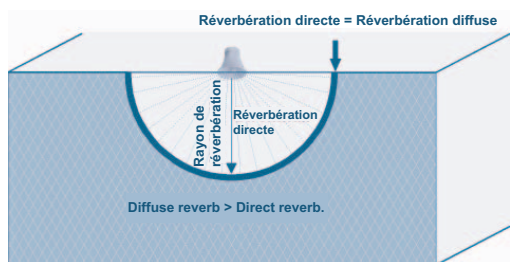 Réverbération directe = Réverbération diffuse
Rayon de
réverbération
Réverbération
directe
Diffuse reverb > Direct reverb.